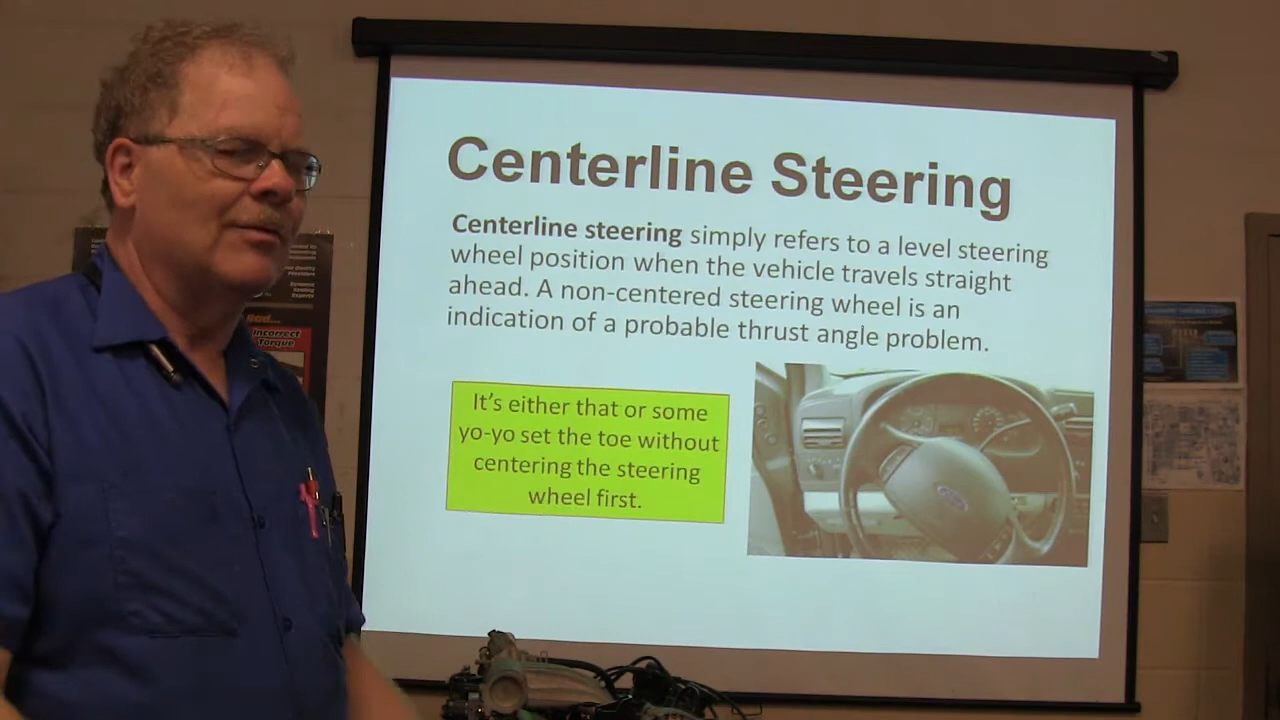 Centerline Steering
Centerline steering simply refers to a level steering
wheel position when the vehicle travels straight
ahead. A non-centered steering wheel is an
indication of a probable thrust angle problem.
It's either that or some
yo-yo set the toe without
centering the steering
wheel first.
Bad...
Incorrect
Torque